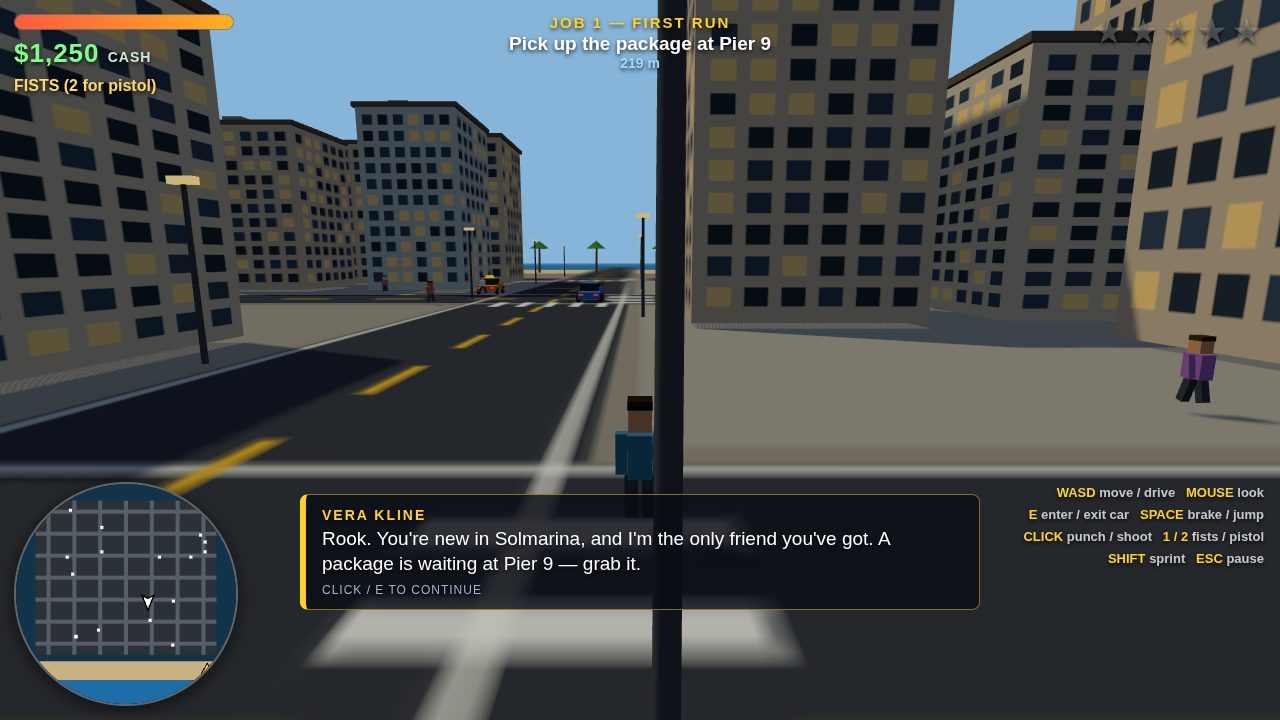 JOB 1 — FIRST RUN
Pick up the package at Pier 9
219 m
$1,250 CASH
FISTS (2 for pistol)
VERA KLINE
Rook. You're new in Solmarina, and I'm the only friend you've got. A
package is waiting at Pier 9 — grab it.
CLICK / E TO CONTINUE
WASD move / drive MOUSE look
E enter / exit car SPACE brake / jump
CLICK punch / shoot 1 / 2 fists / pistol
SHIFT sprint ESC pause